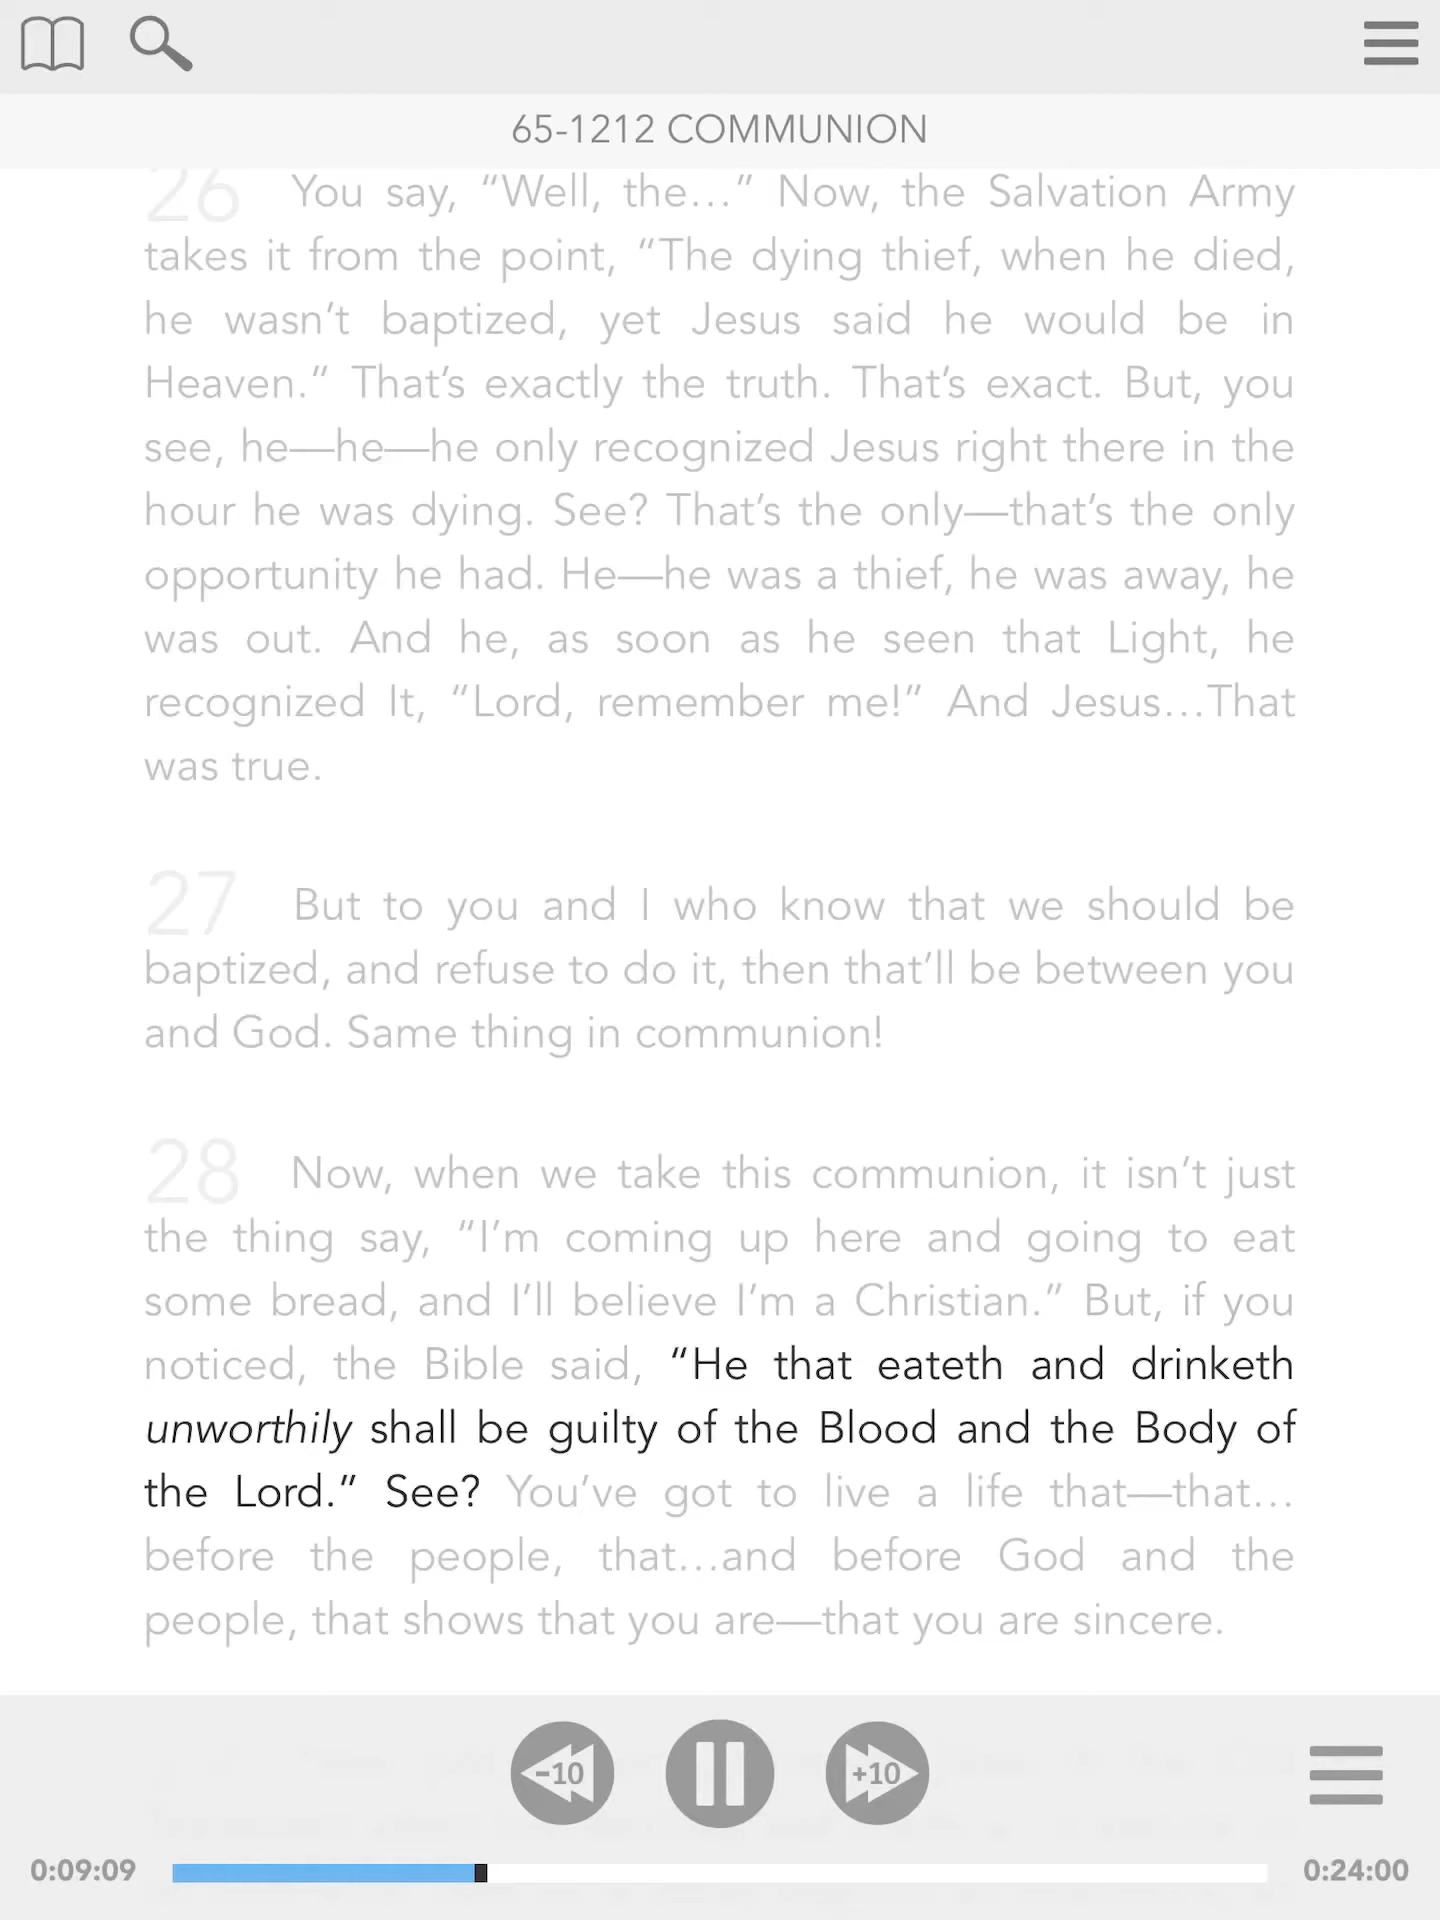 65-1212 COMMUNION
26 You say, “Well, the…” Now, the Salvation Army
takes it from the point, “The dying thief, when he died,
he wasn’t baptized, yet Jesus said he would be in
Heaven.” That’s exactly the truth. That’s exact. But, you
see, he—he—he only recognized Jesus right there in the
hour he was dying. See? That’s the only—that’s the only
opportunity he had. He—he was a thief, he was away, he
was out. And he, as soon as he seen that Light, he
recognized It, “Lord, remember me!” And Jesus…That
was true.
27 But to you and I who know that we should be
baptized, and refuse to do it, then that’ll be between you
and God. Same thing in communion!
28 Now, when we take this communion, it isn’t just
the thing say, “I’m coming up here and going to eat
some bread, and I’ll believe I’m a Christian.” But, if you
noticed, the Bible said, “He that eateth and drinketh
unworthily shall be guilty of the Blood and the Body of
the Lord.” See? You’ve got to live a life that—that…
before the people, that…and before God and the
people, that shows that you are—that you are sincere.
-10 +10
0:09:09 0:24:00